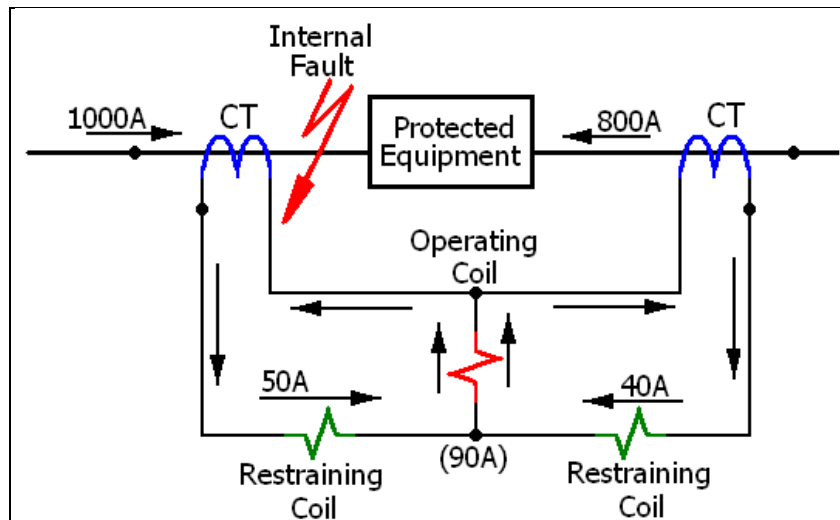 Internal
Fault
1000A
CT
Protected
Equipment
800A
CT
Operating
Coil
50A
40A
(90A)
Restraining
Coil
Restraining
Coil